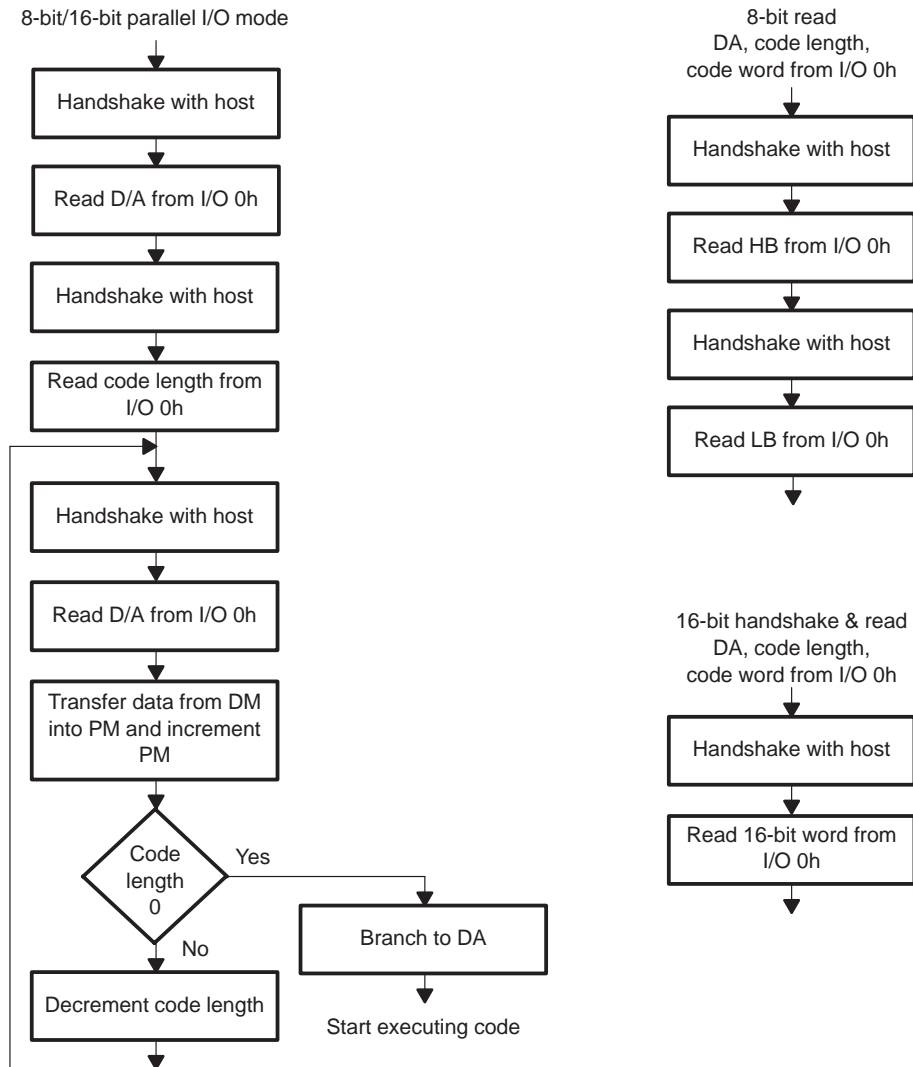 8-bit/16-bit parallel I/O mode
Handshake with host
Read D/A from I/O 0h
Handshake with host
Read code length from
I/O 0h
Handshake with host
Read D/A from I/O 0h
Transfer data from DM
into PM and increment
PM
Code
length
0
Yes
No
Branch to DA
Start executing code
Decrement code length
8-bit read
DA, code length,
code word from I/O 0h
Handshake with host
Read HB from I/O 0h
Handshake with host
Read LB from I/O 0h
16-bit handshake & read
DA, code length,
code word from I/O 0h
Handshake with host
Read 16-bit word from
I/O 0h